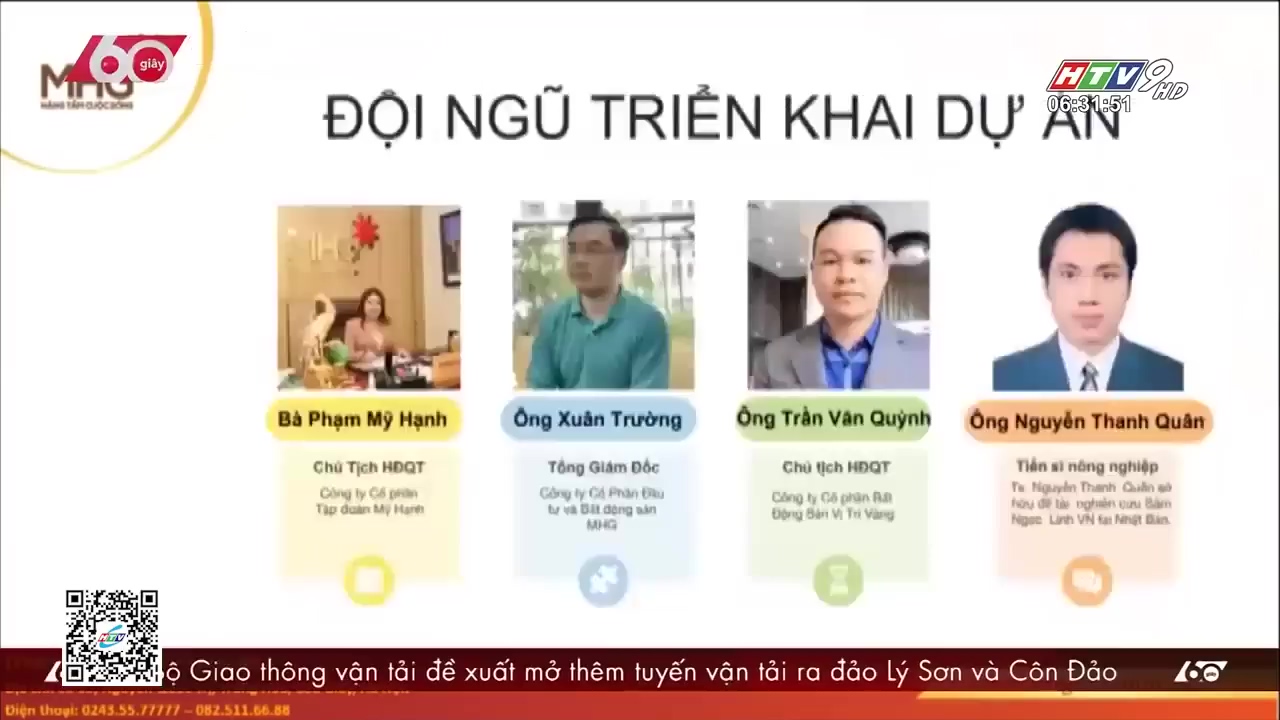 60
giây
MHG
NÂNG TẦM CUỘC SỐNG
HTV9
HD
06:31:51
ĐỘI NGŨ TRIỂN KHAI DỰ ÁN
Bà Phạm Mỹ Hạnh
Ông Xuân Trường
Ông Trần Văn Quỳnh
Ông Nguyễn Thanh Quân
Chủ Tịch HĐQT
Công ty Cổ phần
Tập đoàn Mỹ Hạnh
Tổng Giám Đốc
Công ty Cổ Phần Đầu
tư và Bất động sản
MHG
Chủ tịch HĐQT
Công ty Cổ phần Bất
Động Sản Vị Trí Vàng
Tiến sĩ nông nghiệp
Ts Nguyễn Thanh Quân sở
hữu đề tài nghiên cứu Sâm
Ngọc Linh VN tại Nhật Bản.
HTV
ộ Giao thông vận tải đề xuất mở thêm tuyến vận tải ra đảo Lý Sơn và Côn Đảo
60
Điện thoại: 0243.55.77777 – 082.511.66.88